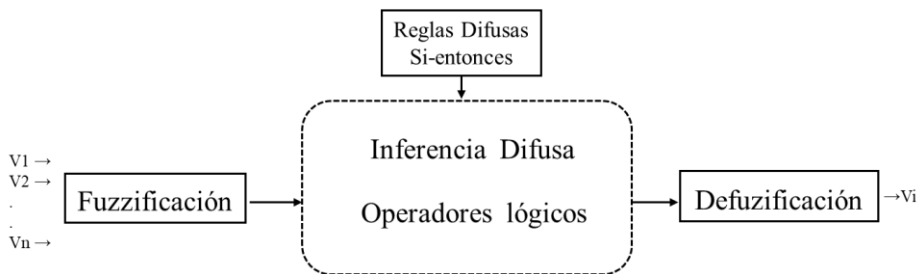 Reglas Difusas
Si-entonces
Inferencia Difusa
Operadores lógicos
V1 →
V2 →
.
.
Vn →
Fuzzificación
Defuzificación
→Vi